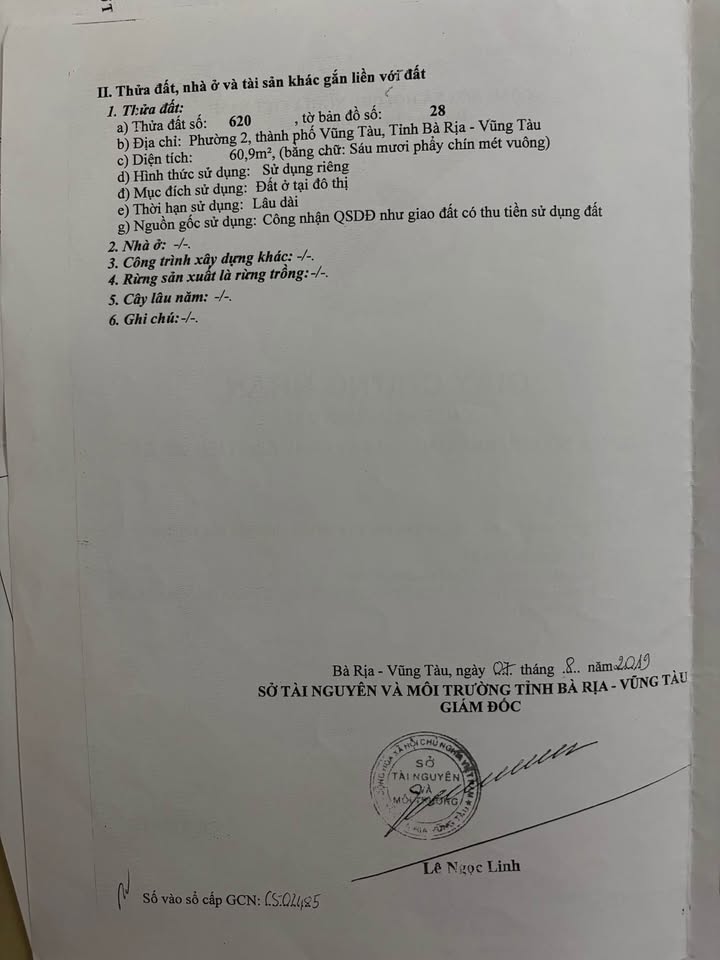 II. Thửa đất, nhà ở và tài sản khác gắn liền với đất
1. Thửa đất:
a) Thửa đất số: 620 , tờ bản đồ số: 28
b) Địa chỉ: Phường 2, thành phố Vũng Tàu, Tỉnh Bà Rịa - Vũng Tàu
c) Diện tích: 60,9m², (bằng chữ: Sáu mươi phẩy chín mét vuông)
d) Hình thức sử dụng: Sử dụng riêng
đ) Mục đích sử dụng: Đất ở tại đô thị
e) Thời hạn sử dụng: Lâu dài
g) Nguồn gốc sử dụng: Công nhận QSDĐ như giao đất có thu tiền sử dụng đất
2. Nhà ở: -/-.
3. Công trình xây dựng khác: -/-.
4. Rừng sản xuất là rừng trồng:-/-.
5. Cây lâu năm: -/-.
6. Ghi chú:-/-.
Bà Rịa - Vũng Tàu, ngày 07 tháng 8 năm 2019
SỞ TÀI NGUYÊN VÀ MÔI TRƯỜNG TỈNH BÀ RỊA - VŨNG TÀU
GIÁM ĐỐC
SỞ
TÀI NGUYÊN
VÀ
MÔI TRƯỜNG
Lê Ngọc Linh
Số vào sổ cấp GCN: